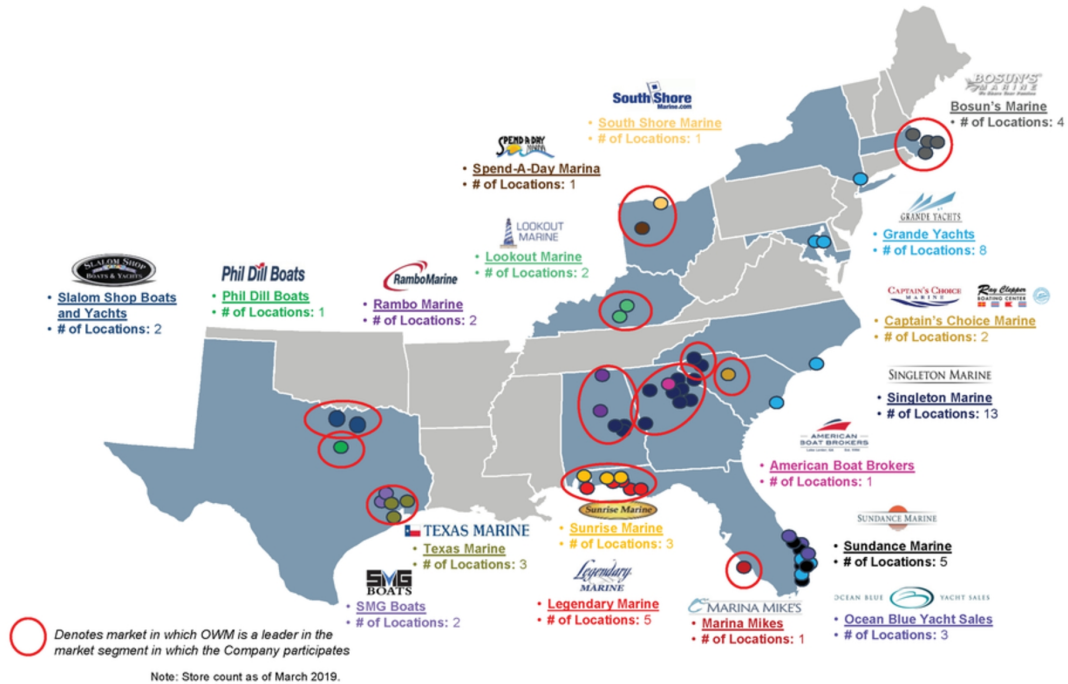 BOSUN'S
MARINE
We Share Your Passion
Bosun's Marine
• # of Locations: 4
South Shore
Marine.com
• South Shore Marine
• # of Locations: 1
SPEND A DAY
MARINA
• Spend-A-Day Marina
• # of Locations: 1
GRANDE YACHTS
• Grande Yachts
• # of Locations: 8
LOOKOUT
MARINE
• Lookout Marine
• # of Locations: 2
SLALOM SHOP
BOATS & YACHTS
• Slalom Shop Boats
and Yachts
• # of Locations: 2
Phil Dill Boats
• Phil Dill Boats
• # of Locations: 1
RamboMarine
• Rambo Marine
• # of Locations: 2
CAPTAIN'S CHOICE
MARINE
Ray Clepper
BOATING CENTER
• Captain's Choice Marine
• # of Locations: 2
SINGLETON MARINE
• Singleton Marine
• # of Locations: 13
AMERICAN
BOAT BROKERS
• American Boat Brokers
• # of Locations: 1
Sunrise Marine
• Sunrise Marine
• # of Locations: 3
SUNDANCE MARINE
• Sundance Marine
• # of Locations: 5
TEXAS MARINE
• Texas Marine
• # of Locations: 3
SMG
BOATS
• SMG Boats
• # of Locations: 2
Legendary
MARINE
• Legendary Marine
• # of Locations: 5
MARINA MIKE'S
• Marina Mikes
• # of Locations: 1
OCEAN BLUE YACHT SALES
• Ocean Blue Yacht Sales
• # of Locations: 3
Denotes market in which OWM is a leader in the
market segment in which the Company participates
Note: Store count as of March 2019.